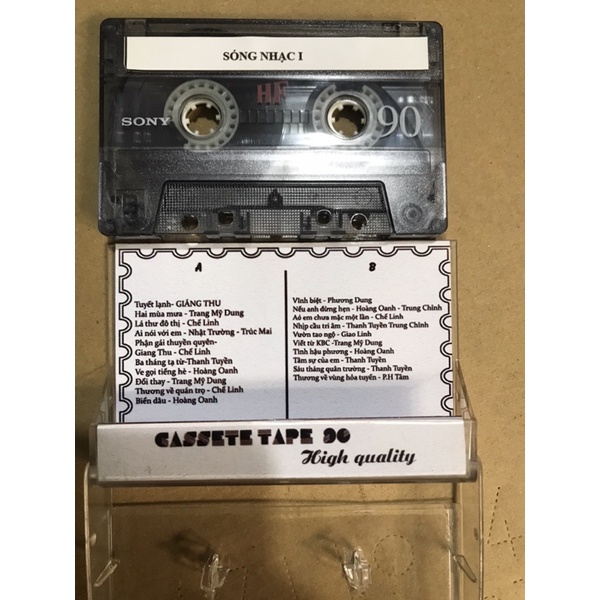 SÓNG NHẠC I
HF
SONY
90
B
A
Tuyết lạnh- GIÁNG THU
Hai mùa mưa - Trang Mỹ Dung
Lá thư đô thị - Chế Linh
Ai nói với em - Nhật Trường - Trúc Mai
Phận gái thuyền quyên-
Giang Thu - Chế Linh
Ba tháng tạ từ-Thanh Tuyền
Ve gọi tiếng hè - Hoàng Oanh
Đổi thay - Trang Mỹ Dung
Thương về quán trọ - Chế Linh
Biển dâu - Hoàng Oanh
B
Vĩnh biệt - Phương Dung
Nếu anh đừng hẹn - Hoàng Oanh - Trung Chỉnh
Aó em chưa mặc một lần - Chế Linh
Nhịp cầu tri âm - Thanh Tuyền Trung Chỉnh
Vườn tao ngộ - Giao Linh
Viết từ KBC -Trang Mỹ Dung
Tình hậu phương - Hoàng Oanh
Tâm sự của em - Thanh Tuyền
Sáu tháng quân trường - Thanh Tuyền
Thương về vùng hỏa tuyến - P.H Tâm
CASSETE TAPE 90
High quality